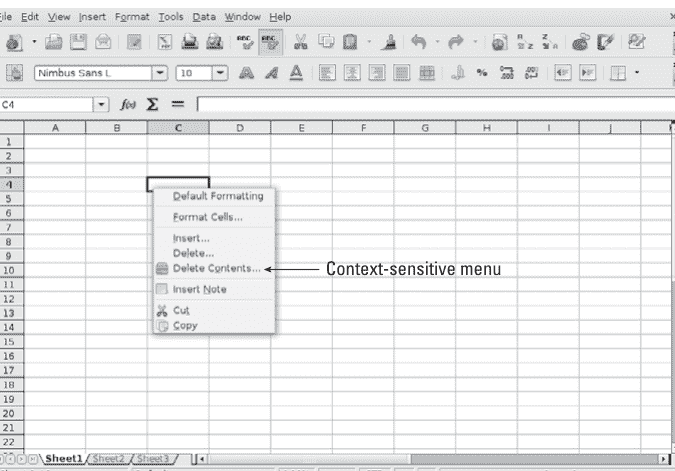 File Edit View Insert Format Tools Data Window Help
ABC ABC
Nimbus Sans L 10
C4 f(x) Σ =
A B C D E F G H I J
1
2
3
4
5
Default Formatting
6
Format Cells...
7
8
Insert...
9
Delete...
10
Delete Contents... Context-sensitive menu
11
Insert Note
12
13
Cut
14
Copy
15
16
17
18
19
20
21
22
Sheet1 Sheet2 Sheet3